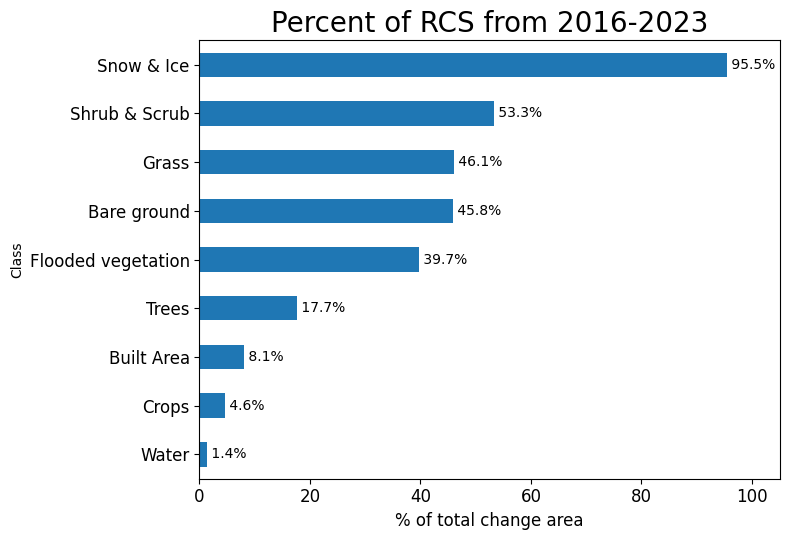 Percent of RCS from 2016-2023
Class
Snow & Ice 95.5%
Shrub & Scrub 53.3%
Grass 46.1%
Bare ground 45.8%
Flooded vegetation 39.7%
Trees 17.7%
Built Area 8.1%
Crops 4.6%
Water 1.4%
0 20 40 60 80 100
% of total change area